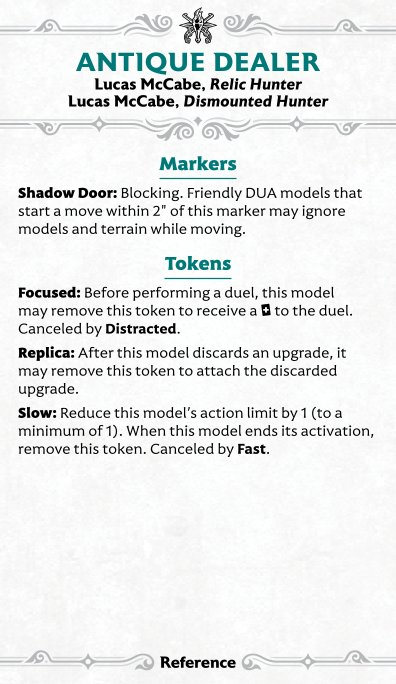 ANTIQUE DEALER
Lucas McCabe, Relic Hunter
Lucas McCabe, Dismounted Hunter
Markers
Shadow Door: Blocking. Friendly DUA models that
start a move within 2" of this marker may ignore
models and terrain while moving.
Tokens
Focused: Before performing a duel, this model
may remove this token to receive a to the duel.
Canceled by Distracted.
Replica: After this model discards an upgrade, it
may remove this token to attach the discarded
upgrade.
Slow: Reduce this model’s action limit by 1 (to a
minimum of 1). When this model ends its activation,
remove this token. Canceled by Fast.
Reference